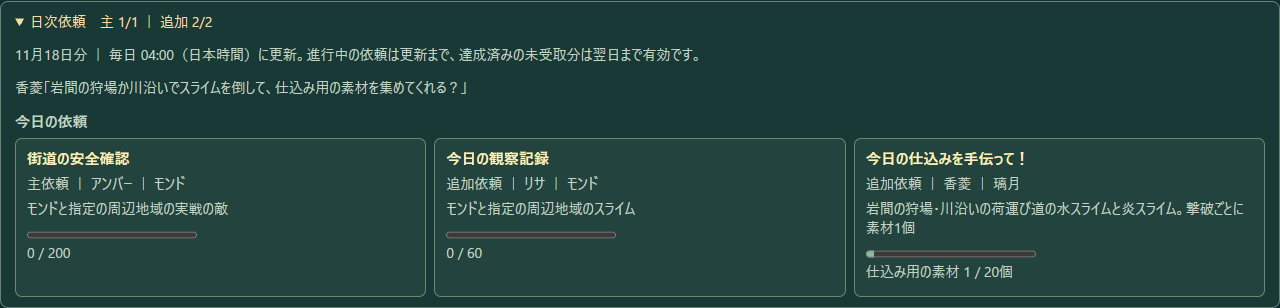 ▼ 日次依頼　主 1/1 ｜ 追加 2/2
11月18日分 ｜ 毎日 04:00（日本時間）に更新。進行中の依頼は更新まで、達成済みの未受取分は翌日まで有効です。
香菱「岩間の狩場か川沿いでスライムを倒して、仕込み用の素材を集めてくれる？」
今日の依頼
街道の安全確認
主依頼 ｜ アンバー ｜ モンド
モンドと指定の周辺地域の実戦の敵
0 / 200
今日の観察記録
追加依頼 ｜ リサ ｜ モンド
モンドと指定の周辺地域のスライム
0 / 60
今日の仕込みを手伝って！
追加依頼 ｜ 香菱 ｜ 璃月
岩間の狩場・川沿いの荷運び道の水スライムと炎スライム。撃破ごとに
素材1個
仕込み用の素材 1 / 20個